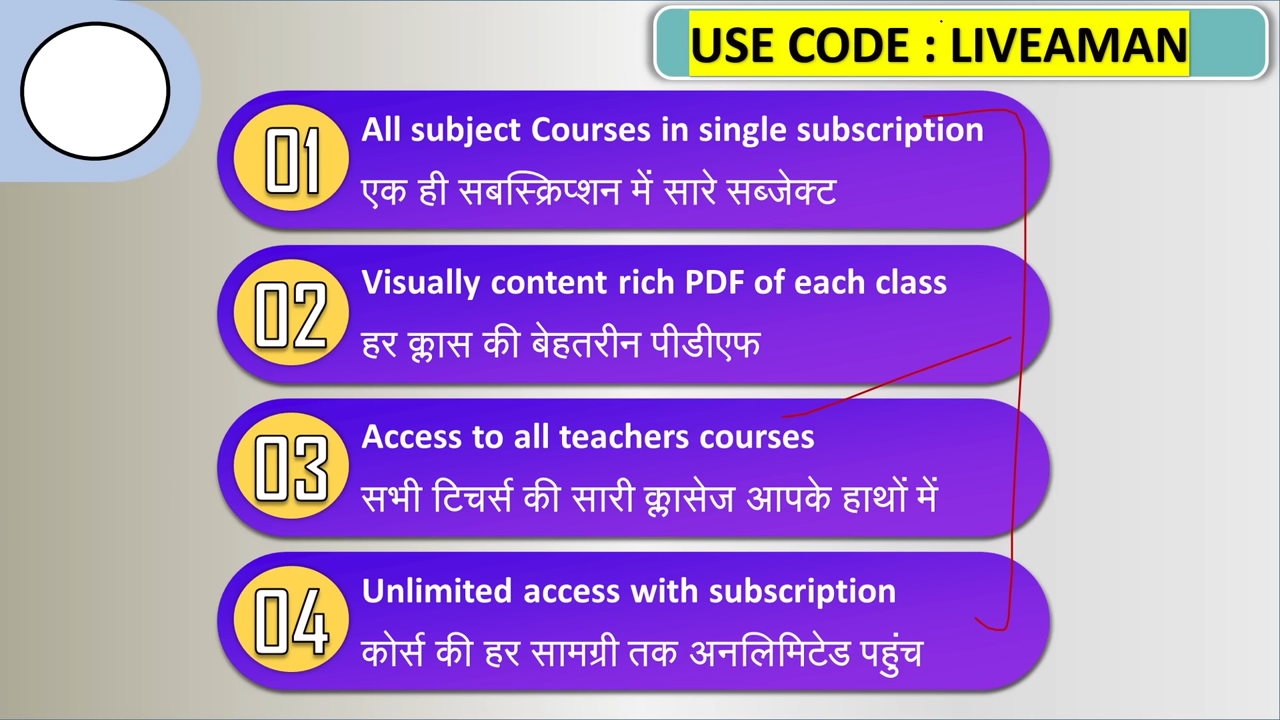 USE CODE : LIVEAMAN
01
All subject Courses in single subscription
एक ही सबस्क्रिप्शन में सारे सब्जेक्ट
02
Visually content rich PDF of each class
हर क्लास की बेहतरीन पीडीएफ
03
Access to all teachers courses
सभी टिचर्स की सारी क्लासेज आपके हाथों में
04
Unlimited access with subscription
कोर्स की हर सामग्री तक अनलिमिटेड पहुंच